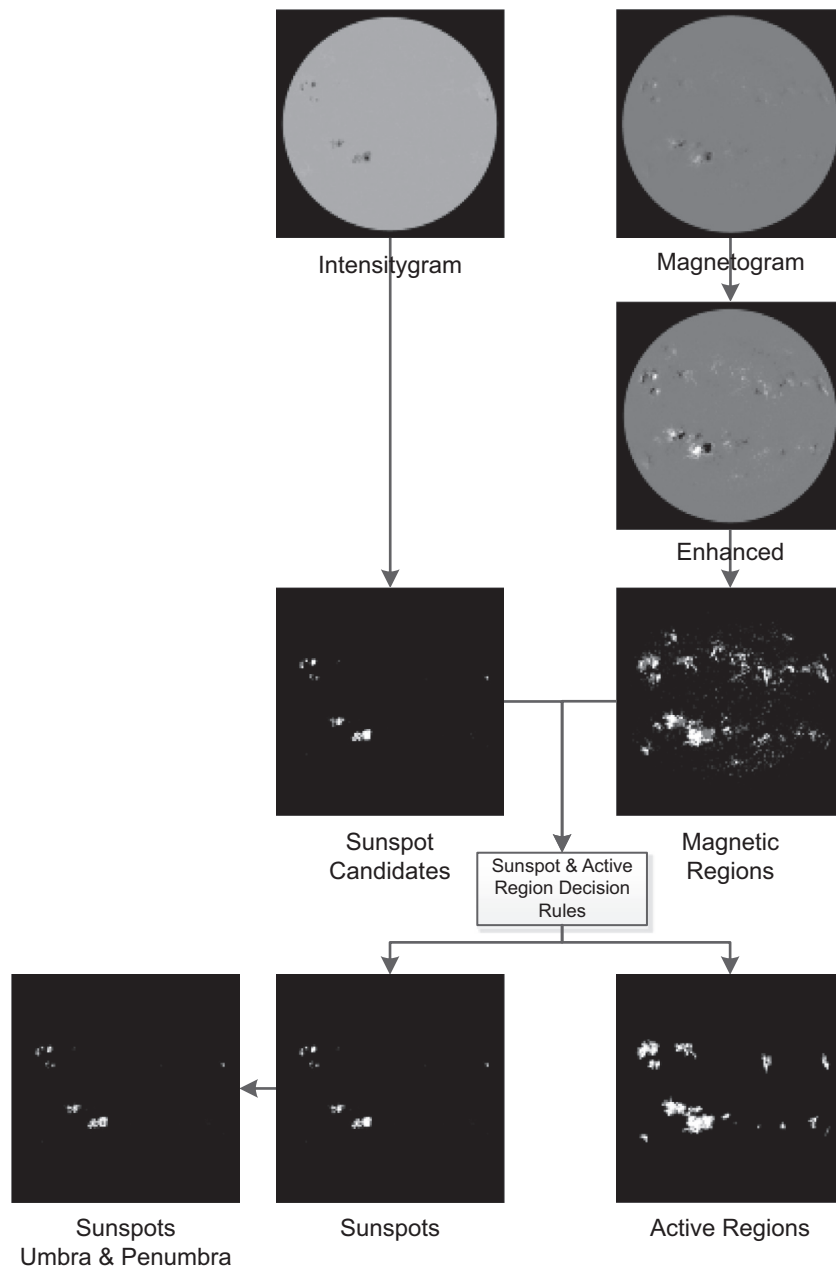 Intensitygram
Magnetogram
Enhanced
Sunspot
Candidates
Magnetic
Regions
Sunspot & Active
Region Decision
Rules
Sunspots
Umbra & Penumbra
Sunspots
Active Regions